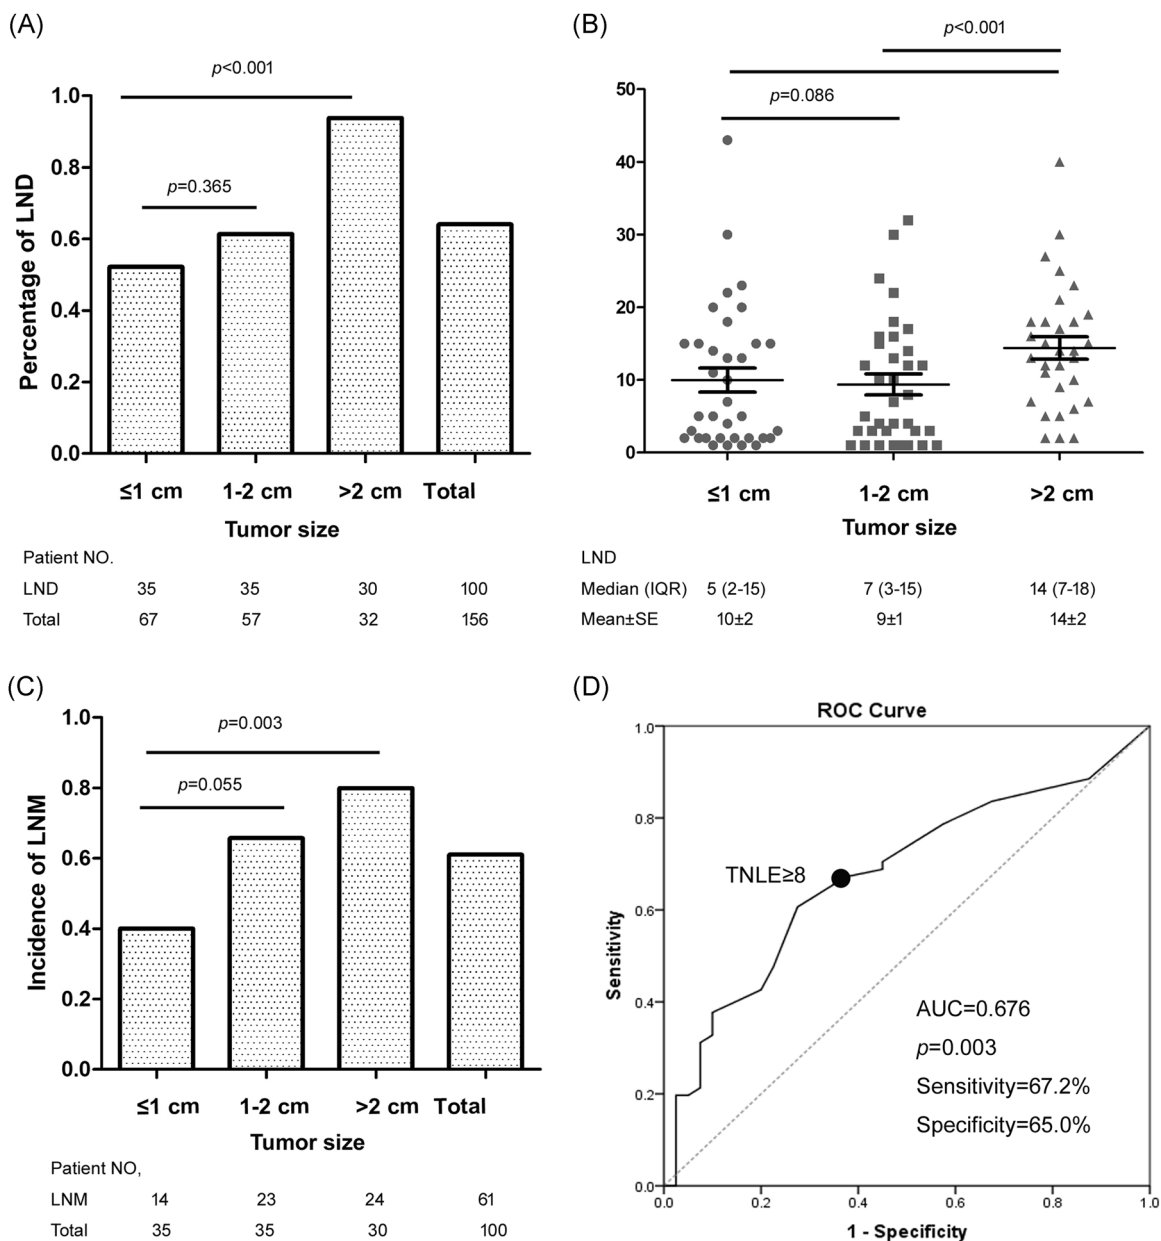 (A)
p<0.001
p=0.365
1.0
0.8
0.6
0.4
0.2
0.0
Percentage of LND
≤1 cm 1-2 cm >2 cm Total
Tumor size
Patient NO.
LND 35 35 30 100
Total 67 57 32 156
(B)
p<0.001
p=0.086
50
40
30
20
10
0
≤1 cm 1-2 cm >2 cm
Tumor size
LND
Median (IQR) 5 (2-15) 7 (3-15) 14 (7-18)
Mean±SE 10±2 9±1 14±2
(C)
p=0.003
p=0.055
1.0
0.8
0.6
0.4
0.2
0.0
Incidence of LNM
≤1 cm 1-2 cm >2 cm Total
Tumor size
Patient NO,
LNM 14 23 24 61
Total 35 35 30 100
(D)
ROC Curve
1.0
0.8
0.6
0.4
0.2
0.0
Sensitivity
TNLE≥8
AUC=0.676
p=0.003
Sensitivity=67.2%
Specificity=65.0%
0.0 0.2 0.4 0.6 0.8 1.0
1 - Specificity